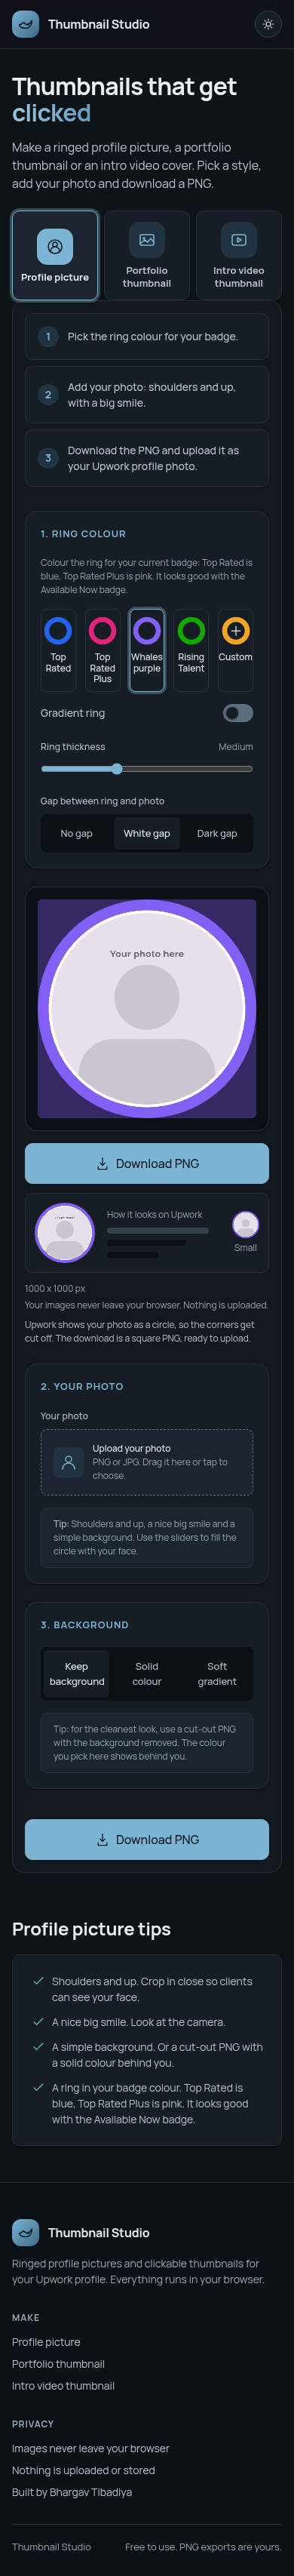 Thumbnail Studio
Thumbnails that get
clicked
Make a ringed profile picture, a portfolio
thumbnail or an intro video cover. Pick a style,
add your photo and download a PNG.
Profile picture
Portfolio
thumbnail
Intro video
thumbnail
1 Pick the ring colour for your badge.
2 Add your photo: shoulders and up,
with a big smile.
3 Download the PNG and upload it as
your Upwork profile photo.
1. RING COLOUR
Colour the ring for your current badge: Top Rated is
blue, Top Rated Plus is pink. It looks good with the
Available Now badge.
Top
Rated
Top
Rated
Plus
Whales
purple
Rising
Talent
Custom
Gradient ring
Ring thickness Medium
Gap between ring and photo
No gap White gap Dark gap
Your photo here
Download PNG
How it looks on Upwork
Small
1000 x 1000 px
Your images never leave your browser. Nothing is uploaded.
Upwork shows your photo as a circle, so the corners get
cut off. The download is a square PNG, ready to upload.
2. YOUR PHOTO
Your photo
Upload your photo
PNG or JPG. Drag it here or tap to
choose.
Tip: Shoulders and up, a nice big smile and a
simple background. Use the sliders to fill the
circle with your face.
3. BACKGROUND
Keep
background
Solid
colour
Soft
gradient
Tip: for the cleanest look, use a cut-out PNG
with the background removed. The colour
you pick here shows behind you.
Download PNG
Profile picture tips
Shoulders and up. Crop in close so clients
can see your face.
A nice big smile. Look at the camera.
A simple background. Or a cut-out PNG with
a solid colour behind you.
A ring in your badge colour. Top Rated is
blue, Top Rated Plus is pink. It looks good
with the Available Now badge.
Thumbnail Studio
Ringed profile pictures and clickable thumbnails for
your Upwork profile. Everything runs in your browser.
MAKE
Profile picture
Portfolio thumbnail
Intro video thumbnail
PRIVACY
Images never leave your browser
Nothing is uploaded or stored
Built by Bhargav Tibadiya
Thumbnail Studio Free to use. PNG exports are yours.